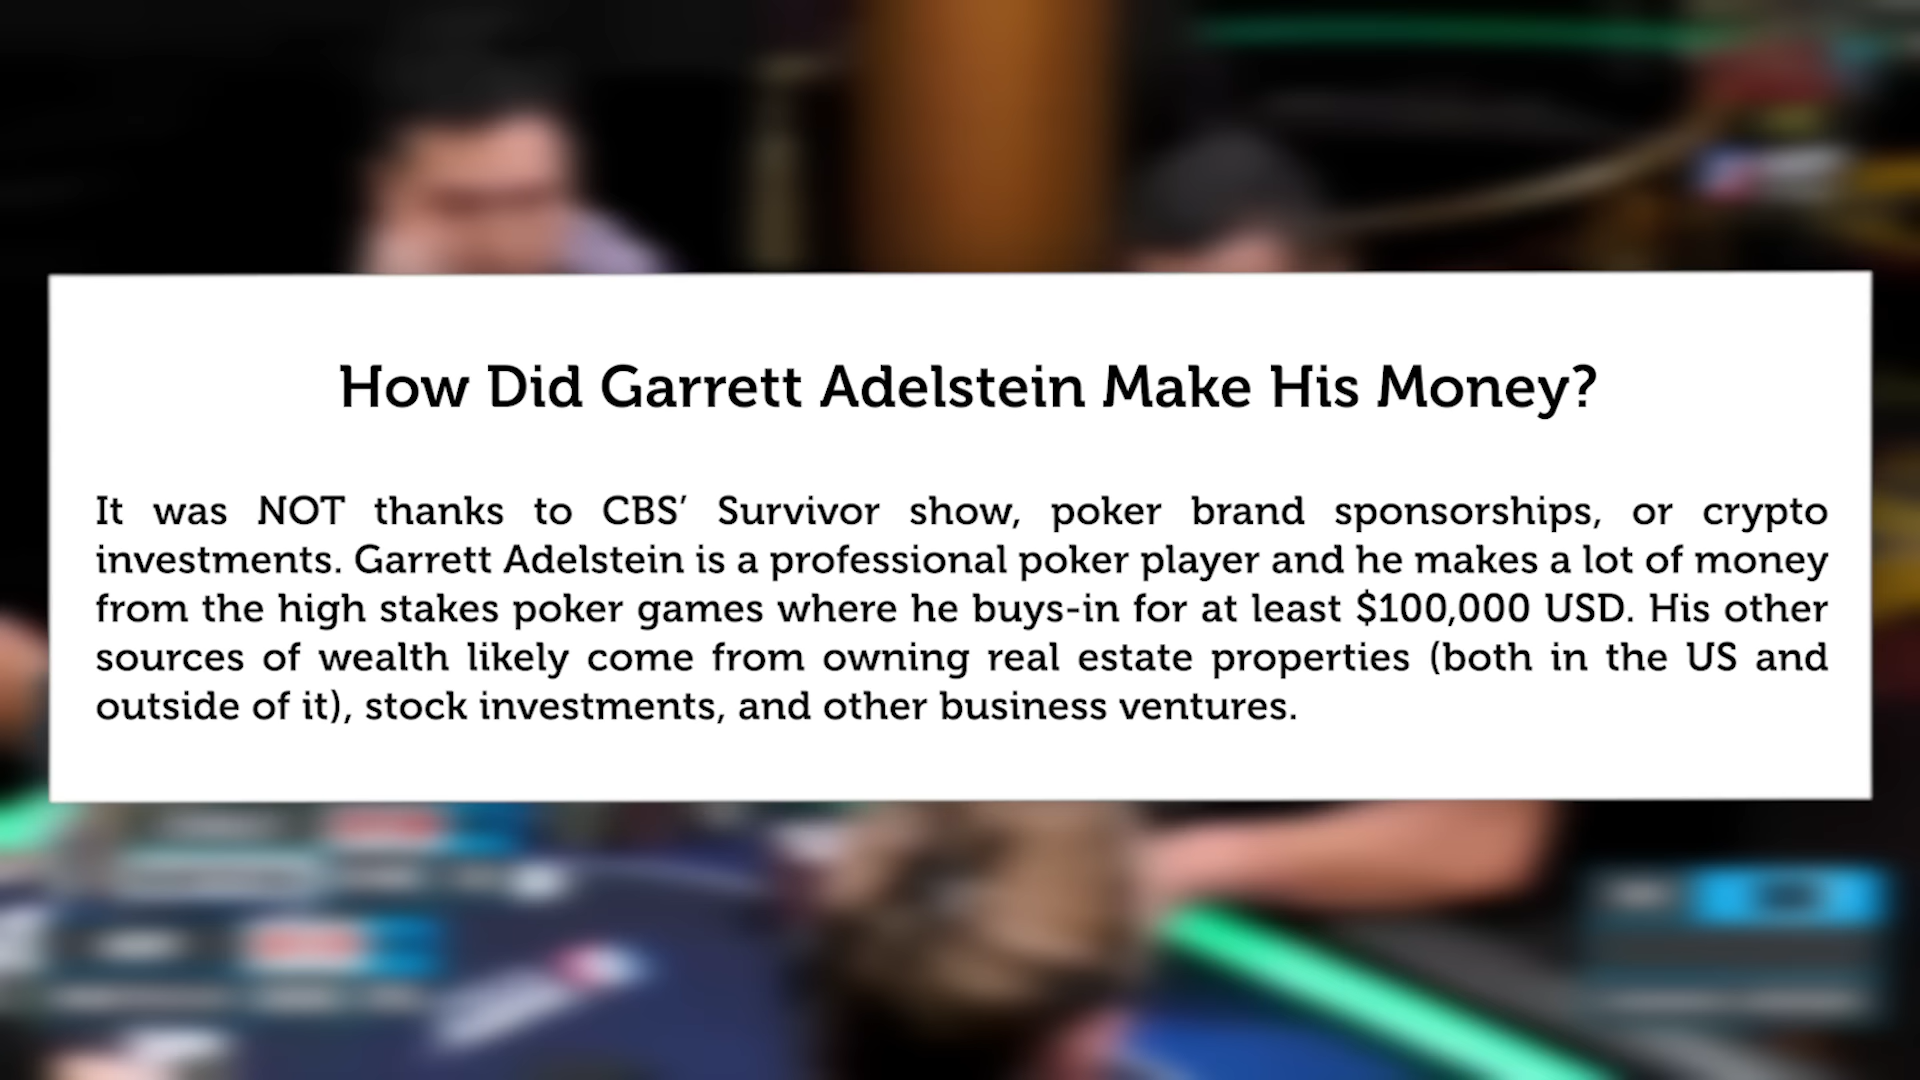 How Did Garrett Adelstein Make His Money?
It was NOT thanks to CBS’ Survivor show, poker brand sponsorships, or crypto
investments. Garrett Adelstein is a professional poker player and he makes a lot of money
from the high stakes poker games where he buys-in for at least $100,000 USD. His other
sources of wealth likely come from owning real estate properties (both in the US and
outside of it), stock investments, and other business ventures.